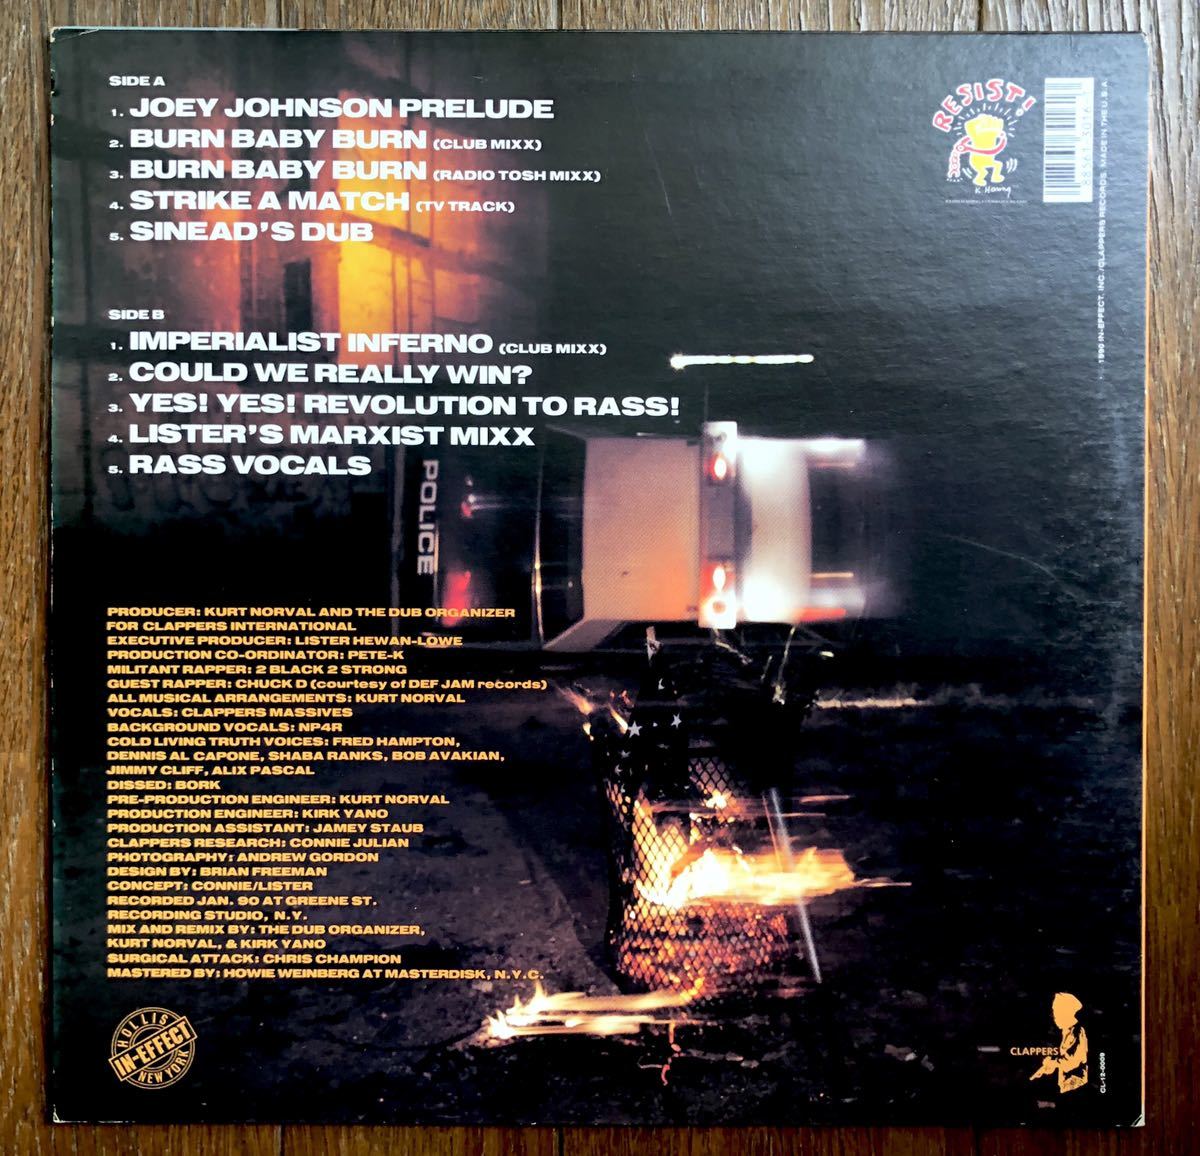 SIDE A
1. JOEY JOHNSON PRELUDE
2. BURN BABY BURN (CLUB MIXX)
3. BURN BABY BURN (RADIO TOSH MIXX)
4. STRIKE A MATCH (TV TRACK)
5. SINEAD'S DUB
SIDE B
1. IMPERIALIST INFERNO (CLUB MIXX)
2. COULD WE REALLY WIN?
3. YES! YES! REVOLUTION TO RASS!
4. LISTER'S MARXIST MIXX
5. RASS VOCALS
PRODUCER: KURT NORVAL AND THE DUB ORGANIZER
FOR CLAPPERS INTERNATIONAL
EXECUTIVE PRODUCER: LISTER HEWAN-LOWE
PRODUCTION CO-ORDINATOR: PETE-K
MILITANT RAPPER: 2 BLACK 2 STRONG
GUEST RAPPER: CHUCK D (courtesy of DEF JAM records)
ALL MUSICAL ARRANGEMENTS: KURT NORVAL
VOCALS: CLAPPERS MASSIVES
BACKGROUND VOCALS: NP4R
COLD LIVING TRUTH VOICES: FRED HAMPTON,
DENNIS AL CAPONE, SHABA RANKS, BOB AVAKIAN,
JIMMY CLIFF, ALIX PASCAL
DISSED: BORK
PRE-PRODUCTION ENGINEER: KURT NORVAL
PRODUCTION ENGINEER: KIRK YANO
PRODUCTION ASSISTANT: JAMEY STAUB
CLAPPERS RESEARCH: CONNIE JULIAN
PHOTOGRAPHY: ANDREW GORDON
DESIGN BY: BRIAN FREEMAN
CONCEPT: CONNIE/LISTER
RECORDED JAN. 90 AT GREENE ST.
RECORDING STUDIO, N.Y.
MIX AND REMIX BY: THE DUB ORGANIZER,
KURT NORVAL, & KIRK YANO
SURGICAL ATTACK: CHRIS CHAMPION
MASTERED BY: HOWIE WEINBERG AT MASTERDISK, N.Y.C.
HOLLIS
IN-EFFECT
NEW YORK
POLICE
RESIST!
K. Haring
1990 IN-EFFECT, INC./CLAPPERS RECORDS. MADE IN THE U.S.A.
CLAPPERS
CL-12-0009